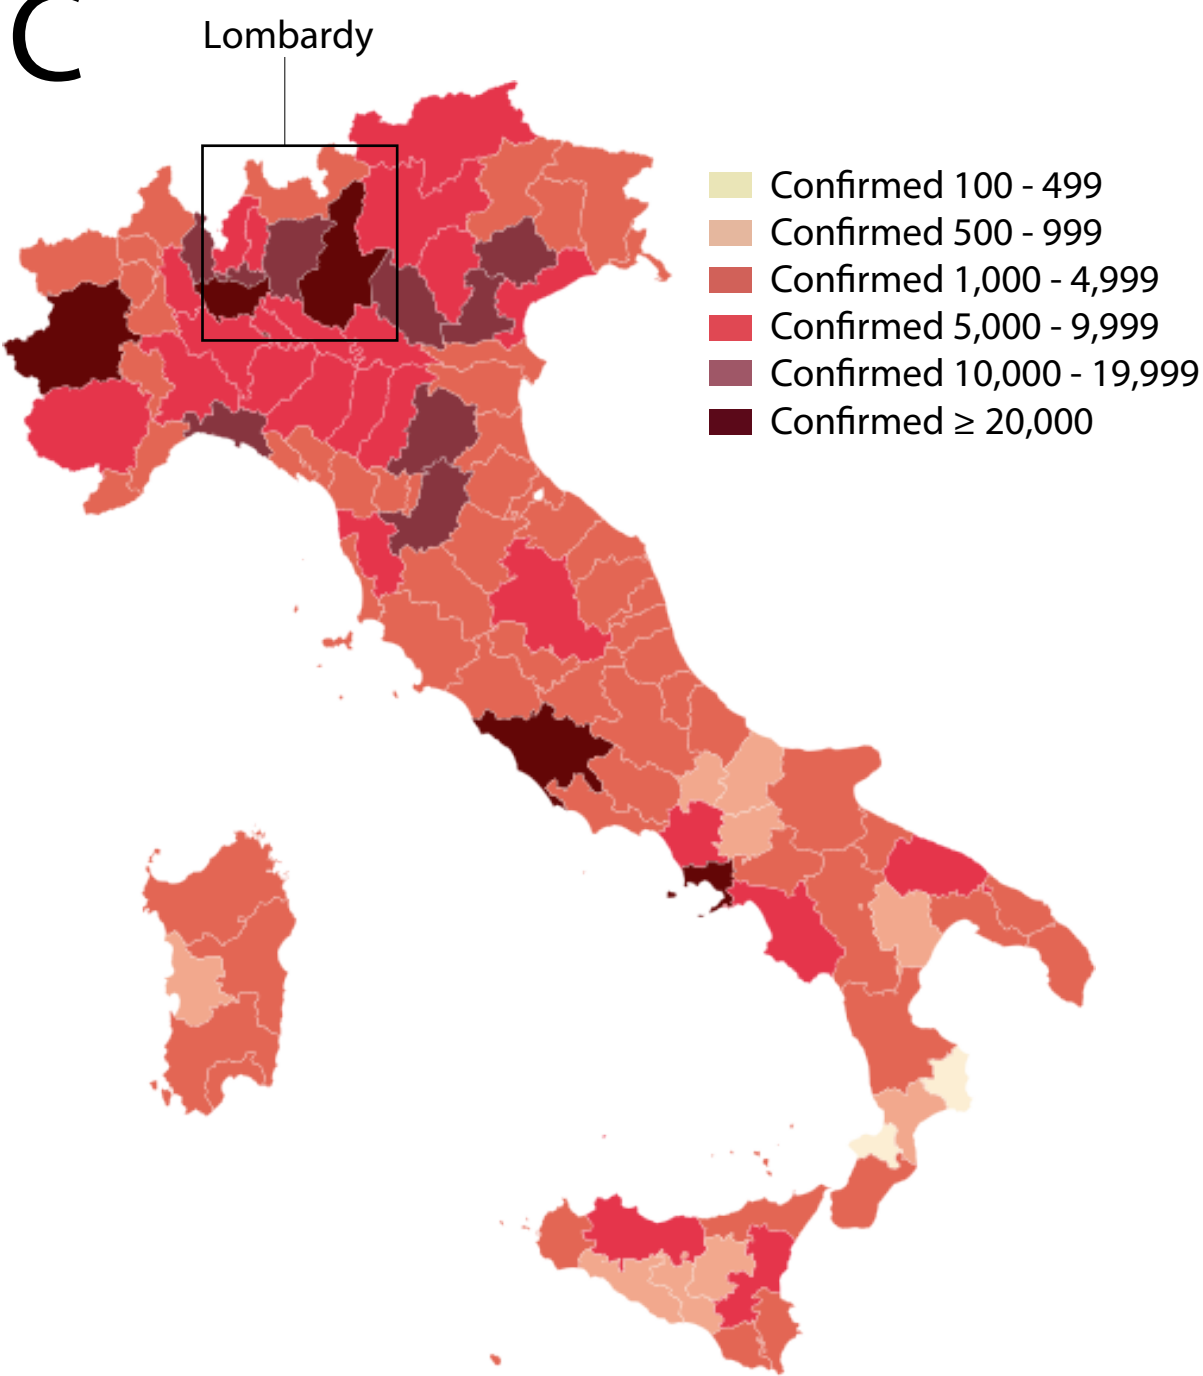 C
Lombardy
Confirmed 100 - 499
Confirmed 500 - 999
Confirmed 1,000 - 4,999
Confirmed 5,000 - 9,999
Confirmed 10,000 - 19,999
Confirmed ≥ 20,000